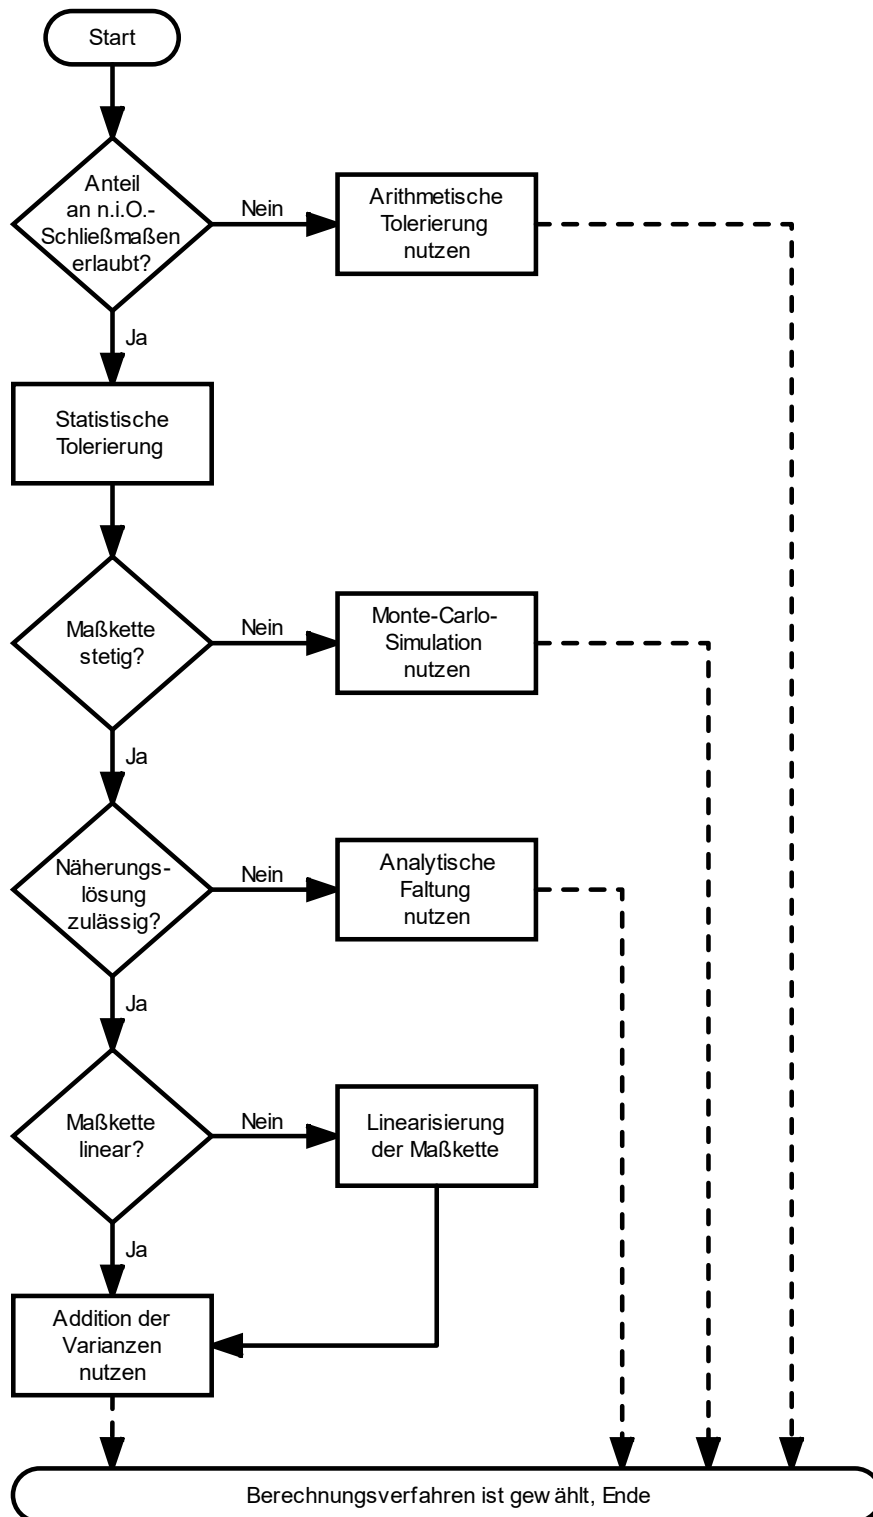 Start
Anteil
an n.i.O.-
Schließmaßen
erlaubt?
Nein
Arithmetische
Tolerierung
nutzen
Ja
Statistische
Tolerierung
Maßkette
stetig?
Nein
Monte-Carlo-
Simulation
nutzen
Ja
Näherungs-
lösung
zulässig?
Nein
Analytische
Faltung
nutzen
Ja
Maßkette
linear?
Nein
Linearisierung
der Maßkette
Ja
Addition der
Varianzen
nutzen
Berechnungsverfahren ist gewählt, Ende